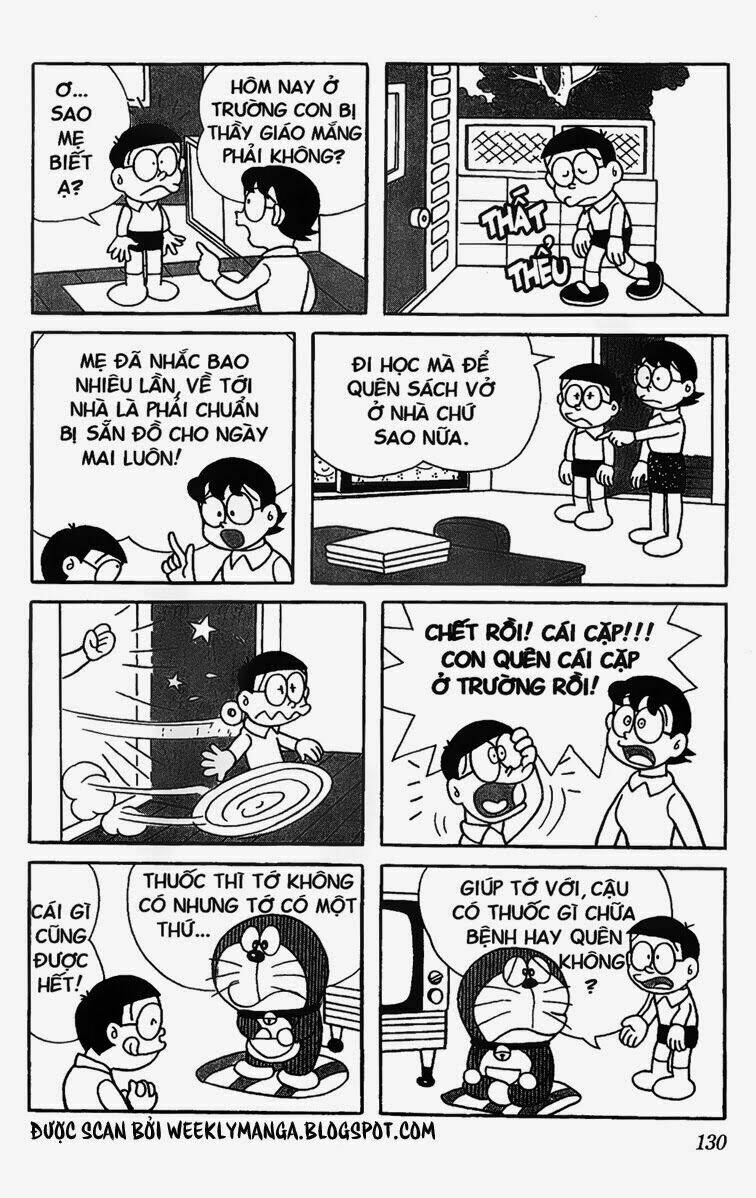 THẤT
THỂU
HÔM NAY Ở
TRƯỜNG CON BỊ
THẦY GIÁO MẮNG
PHẢI KHÔNG?
Ơ...
SAO
MẸ
BIẾT
Ạ?
ĐI HỌC MÀ ĐỂ
QUÊN SÁCH VỞ
Ở NHÀ CHỨ
SAO NỮA.
MẸ ĐÃ NHẮC BAO
NHIÊU LẦN, VỀ TỚI
NHÀ LÀ PHẢI CHUẨN
BỊ SẴN ĐỒ CHO NGÀY
MAI LUÔN!
CHẾT RỒI! CÁI CẶP!!!
CON QUÊN CÁI CẶP
Ở TRƯỜNG RỒI!
GIÚP TỚ VỚI, CẬU
CÓ THUỐC GÌ CHỮA
BỆNH HAY QUÊN
KHÔNG
?
THUỐC THÌ TỚ KHÔNG
CÓ NHƯNG TỚ CÓ MỘT
THỨ...
CÁI GÌ
CŨNG
ĐƯỢC
HẾT!
ĐƯỢC SCAN BỞI WEEKLYMANGA.BLOGSPOT.COM
130